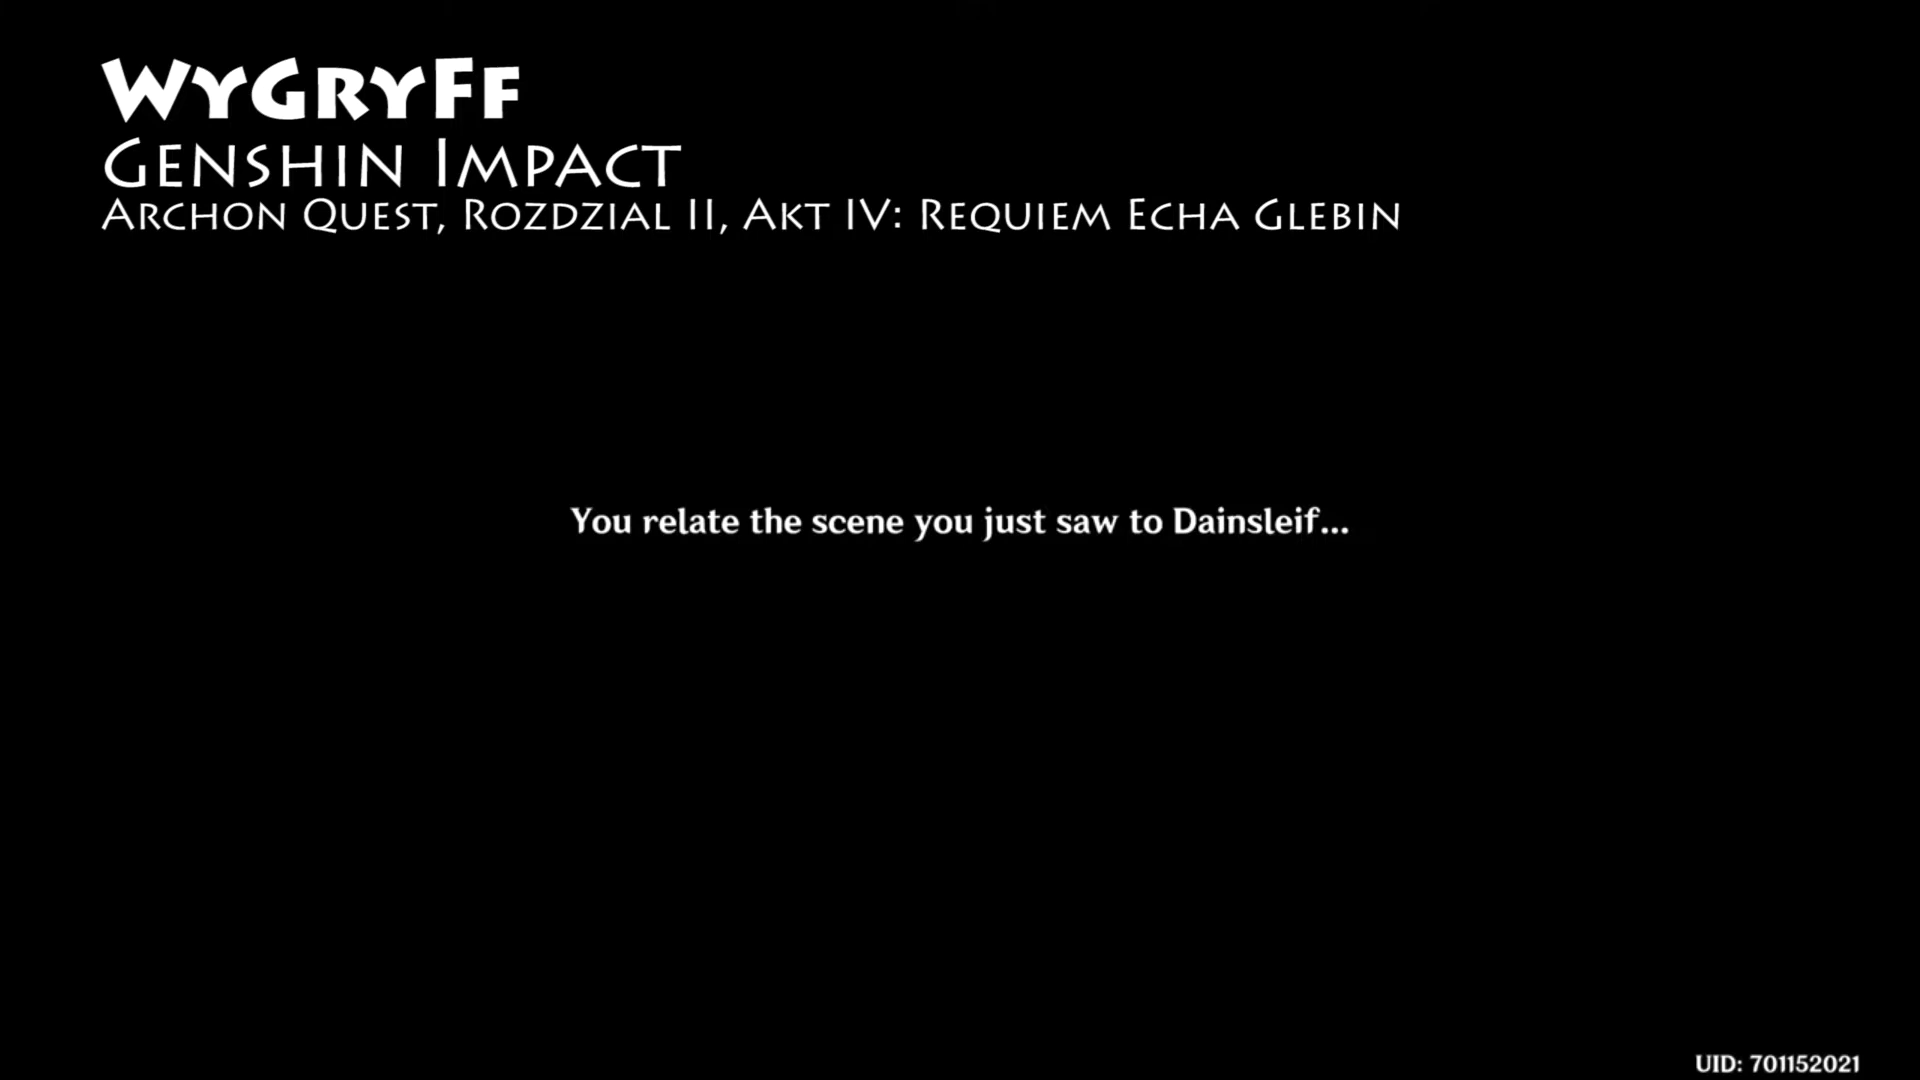 WyGryFf
Genshin Impact
Archon Quest, Rozdzial II, Akt IV: Requiem Echa Glebin
You relate the scene you just saw to Dainsleif...
UID: 701152021